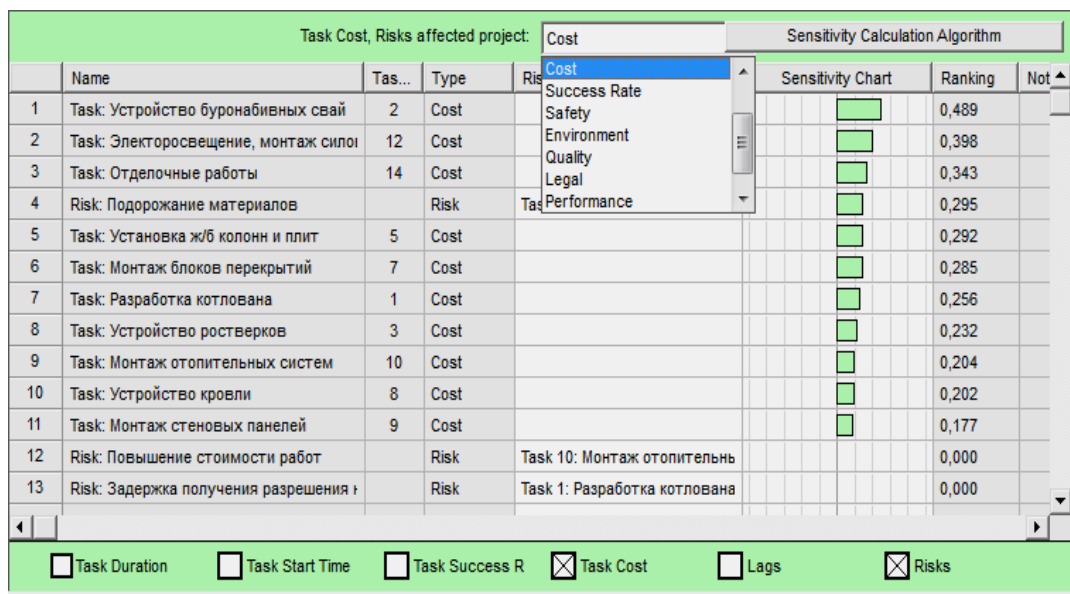 Task Cost, Risks affected project: Cost Sensitivity Calculation Algorithm
Name Tas... Type Ris Sensitivity Chart Ranking Not
Cost
Success Rate
Safety
Environment
Quality
Legal
Performance
1 Task: Устройство буронабивных свай 2 Cost 0,489
2 Task: Электоросвещение, монтаж силов 12 Cost 0,398
3 Task: Отделочные работы 14 Cost 0,343
4 Risk: Подорожание материалов Risk Tas 0,295
5 Task: Установка ж/б колонн и плит 5 Cost 0,292
6 Task: Монтаж блоков перекрытий 7 Cost 0,285
7 Task: Разработка котлована 1 Cost 0,256
8 Task: Устройство ростверков 3 Cost 0,232
9 Task: Монтаж отопительных систем 10 Cost 0,204
10 Task: Устройство кровли 8 Cost 0,202
11 Task: Монтаж стеновых панелей 9 Cost 0,177
12 Risk: Повышение стоимости работ Risk Task 10: Монтаж отопительнь 0,000
13 Risk: Задержка получения разрешения Risk Task 1: Разработка котлована 0,000
Task Duration Task Start Time Task Success R Task Cost Lags Risks